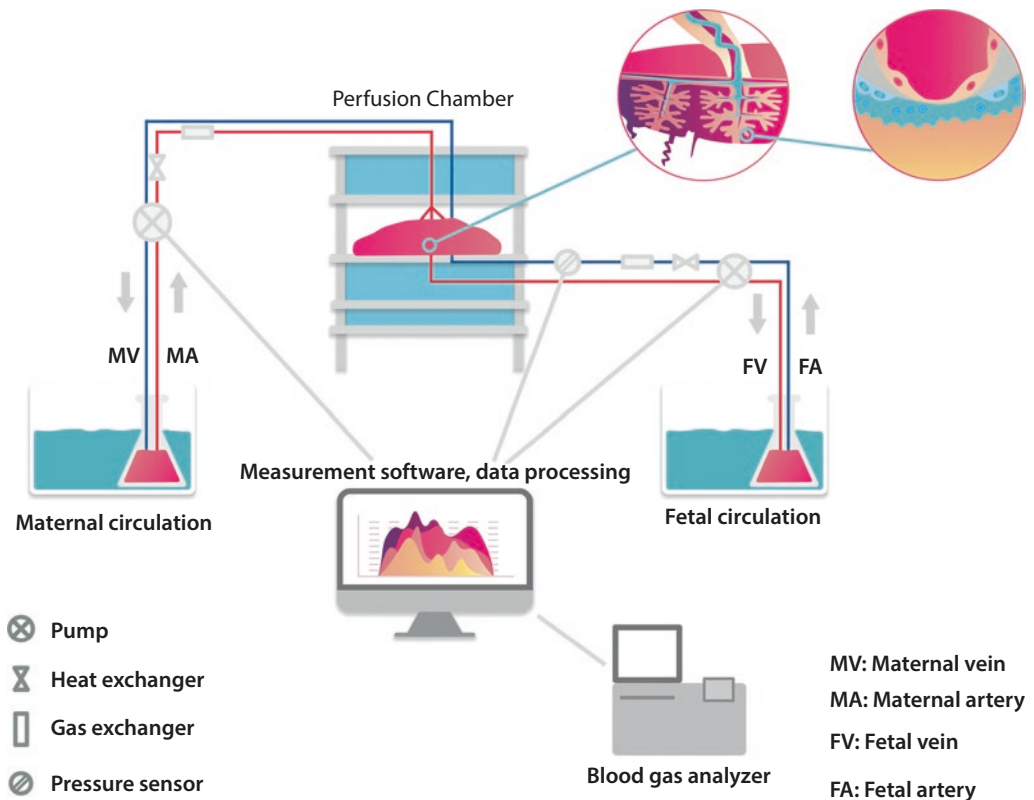 Perfusion Chamber
MV
MA
FV
FA
Measurement software, data processing
Maternal circulation
Fetal circulation
Pump
Heat exchanger
Gas exchanger
Pressure sensor
Blood gas analyzer
MV: Maternal vein
MA: Maternal artery
FV: Fetal vein
FA: Fetal artery